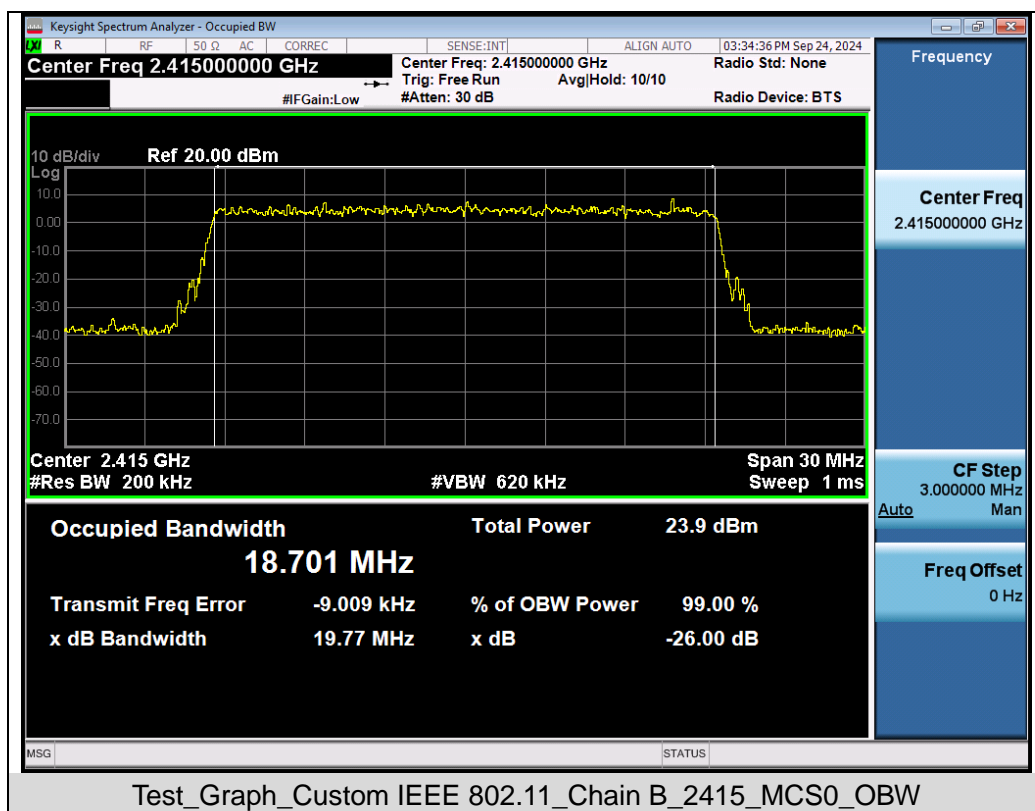 Keysight Spectrum Analyzer - Occupied BW
LXI R RF 50 Ω AC CORREC SENSE:INT ALIGN AUTO 03:34:36 PM Sep 24, 2024
Center Freq 2.415000000 GHz
Center Freq: 2.415000000 GHz Radio Std: None
Trig: Free Run Avg|Hold: 10/10
#IFGain:Low #Atten: 30 dB Radio Device: BTS
Frequency
10 dB/div Ref 20.00 dBm
Log
10.0
0.00
-10.0
-20.0
-30.0
-40.0
-50.0
-60.0
-70.0
Center 2.415 GHz Span 30 MHz
#Res BW 200 kHz #VBW 620 kHz Sweep 1 ms
Center Freq
2.415000000 GHz
CF Step
3.000000 MHz
Auto Man
Freq Offset
0 Hz
Occupied Bandwidth Total Power 23.9 dBm
18.701 MHz
Transmit Freq Error -9.009 kHz % of OBW Power 99.00 %
x dB Bandwidth 19.77 MHz x dB -26.00 dB
MSG STATUS
Test_Graph_Custom IEEE 802.11_Chain B_2415_MCS0_OBW